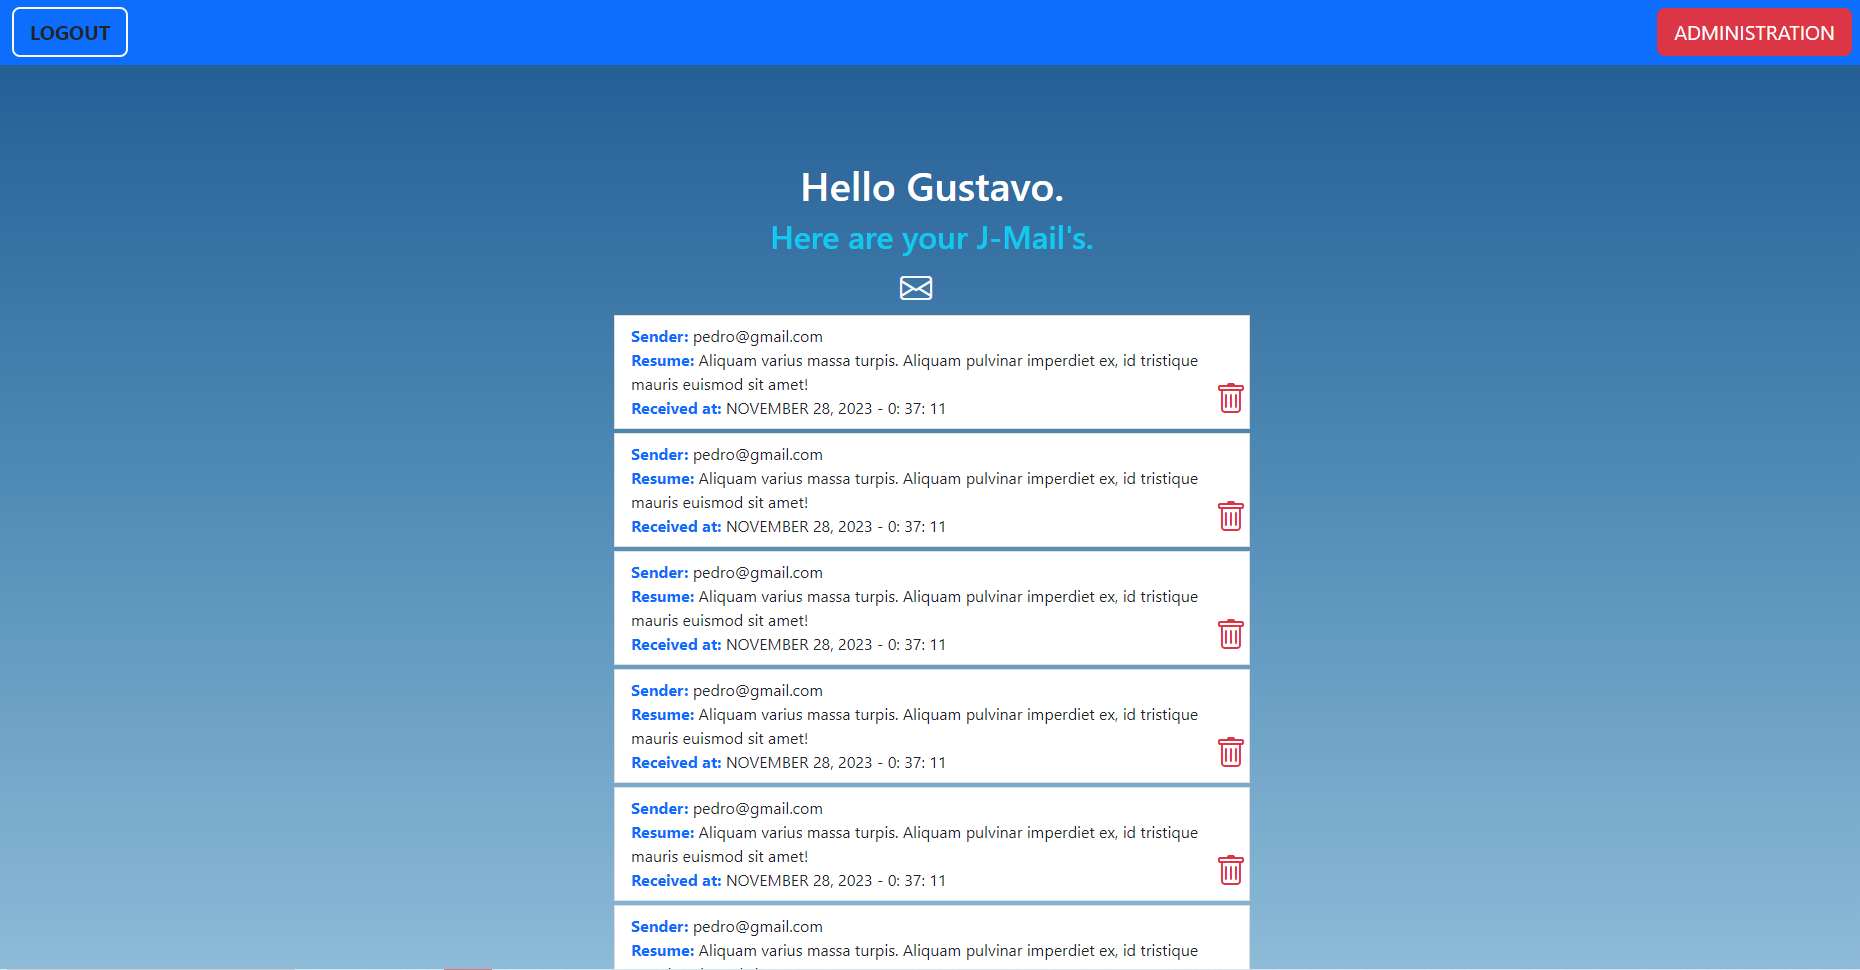 LOGOUT
ADMINISTRATION
Hello Gustavo.
Here are your J-Mail's.
Sender: pedro@gmail.com
Resume: Aliquam varius massa turpis. Aliquam pulvinar imperdiet ex, id tristique
mauris euismod sit amet!
Received at: NOVEMBER 28, 2023 - 0: 37: 11
Sender: pedro@gmail.com
Resume: Aliquam varius massa turpis. Aliquam pulvinar imperdiet ex, id tristique
mauris euismod sit amet!
Received at: NOVEMBER 28, 2023 - 0: 37: 11
Sender: pedro@gmail.com
Resume: Aliquam varius massa turpis. Aliquam pulvinar imperdiet ex, id tristique
mauris euismod sit amet!
Received at: NOVEMBER 28, 2023 - 0: 37: 11
Sender: pedro@gmail.com
Resume: Aliquam varius massa turpis. Aliquam pulvinar imperdiet ex, id tristique
mauris euismod sit amet!
Received at: NOVEMBER 28, 2023 - 0: 37: 11
Sender: pedro@gmail.com
Resume: Aliquam varius massa turpis. Aliquam pulvinar imperdiet ex, id tristique
mauris euismod sit amet!
Received at: NOVEMBER 28, 2023 - 0: 37: 11
Sender: pedro@gmail.com
Resume: Aliquam varius massa turpis. Aliquam pulvinar imperdiet ex, id tristique